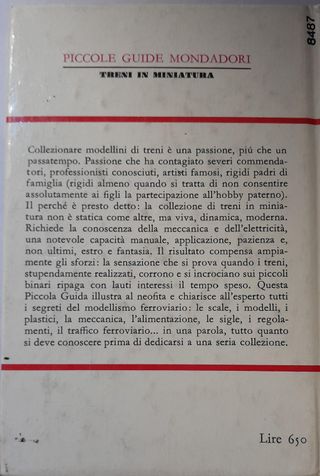 8487
PICCOLE GUIDE MONDADORI
TRENI IN MINIATURA
Collezionare modellini di treni è una passione, piú che un
passatempo. Passione che ha contagiato severi commenda-
tori, professionisti conosciuti, artisti famosi, rigidi padri di
famiglia (rigidi almeno quando si tratta di non consentire
assolutamente ai figli la partecipazione all'hobby paterno).
Il perché è presto detto: la collezione di treni in minia-
tura non è statica come altre, ma viva, dinamica, moderna.
Richiede la conoscenza della meccanica e dell'elettricità,
una notevole capacità manuale, applicazione, pazienza e,
non ultimi, estro e fantasia. Il risultato compensa ampia-
mente gli sforzi: la sensazione che si prova quando i treni,
stupendamente realizzati, corrono e si incrociano sui piccoli
binari ripaga con lauti interessi il tempo speso. Questa
Piccola Guida illustra al neofita e chiarisce all'esperto tutti
i segreti del modellismo ferroviario: le scale, i modelli, i
plastici, la meccanica, l'alimentazione, le sigle, i regola-
menti, il traffico ferroviario... in una parola, tutto quanto
si deve conoscere prima di dedicarsi a una seria collezione.
Lire 650